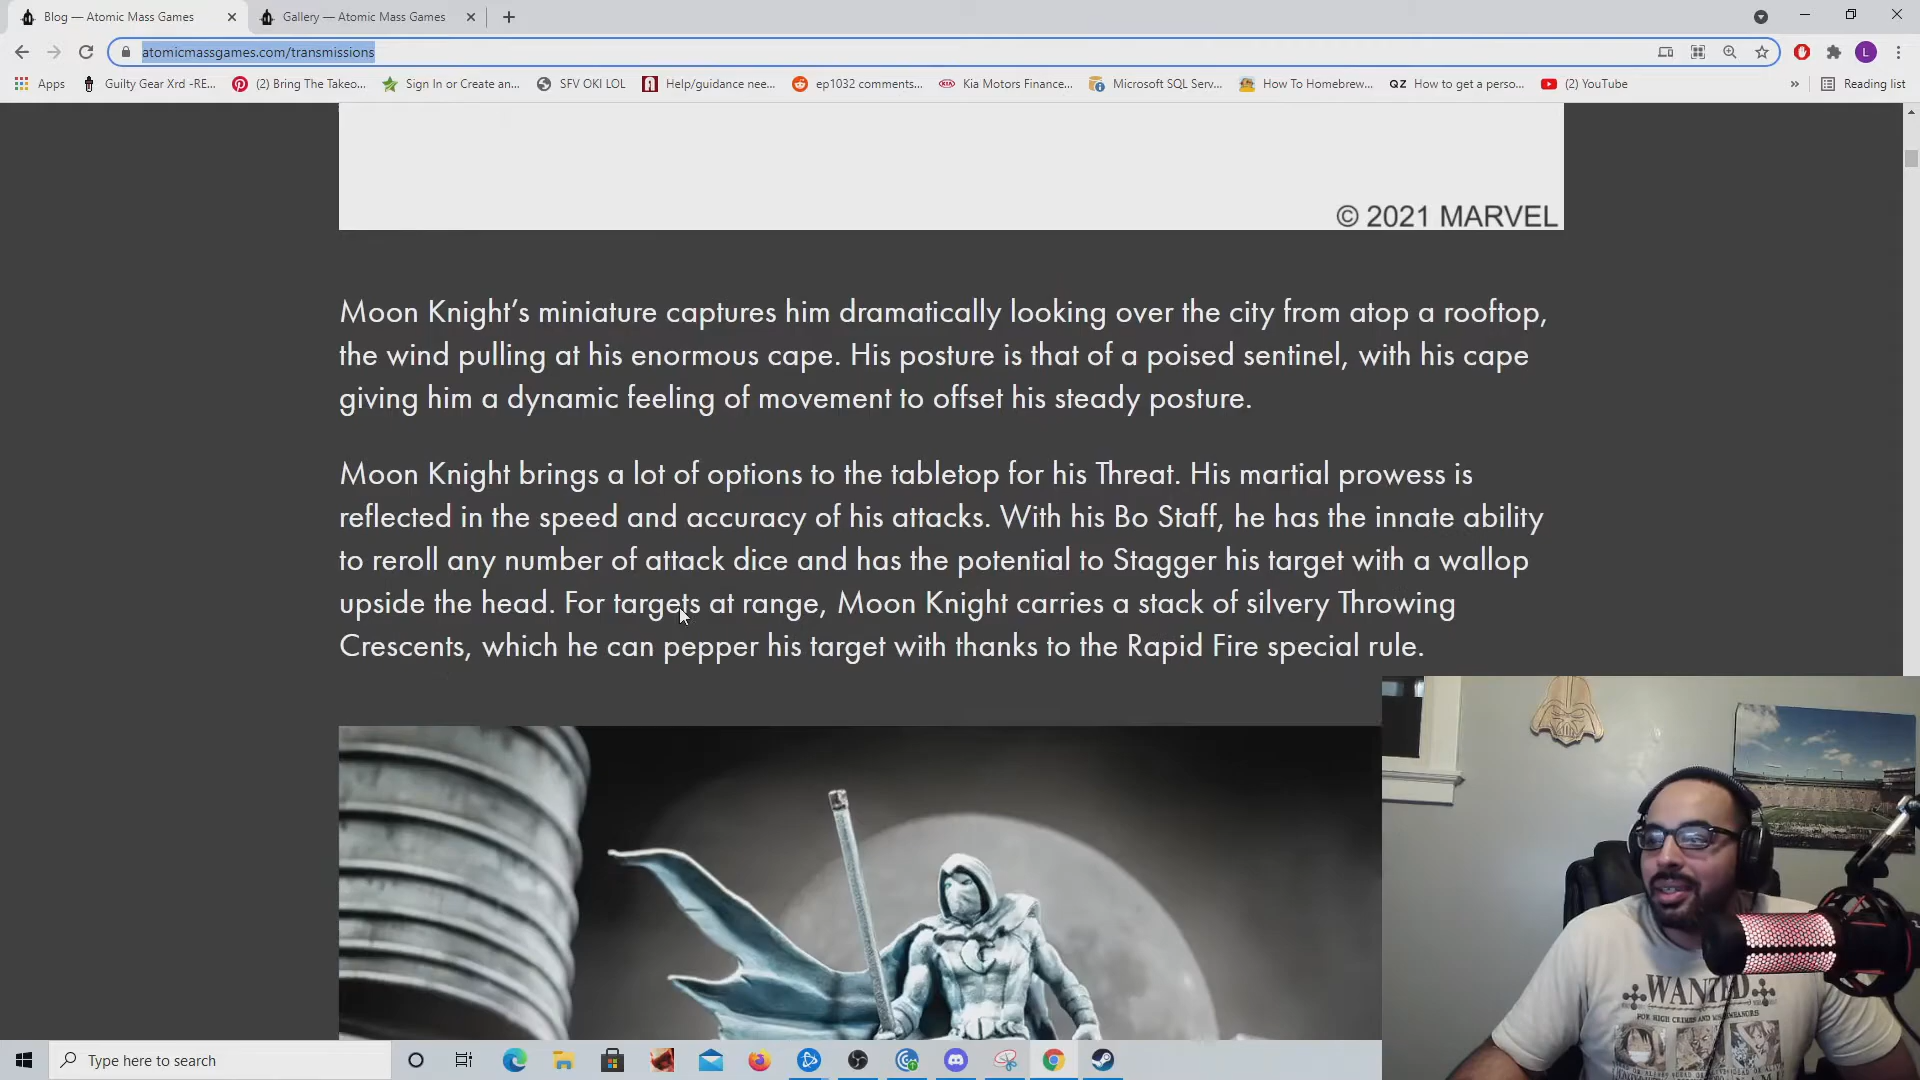 Blog — Atomic Mass Games
Gallery — Atomic Mass Games
atomicmassgames.com/transmissions
L
Apps
Guilty Gear Xrd -RE...
(2) Bring The Takeo...
Sign In or Create an...
SFV OKI LOL
Help/guidance nee...
ep1032 comments...
Kia Motors Finance...
Microsoft SQL Serv...
How To Homebrew...
QZ How to get a perso...
(2) YouTube
»
Reading list
© 2021 MARVEL
Moon Knight’s miniature captures him dramatically looking over the city from atop a rooftop,
the wind pulling at his enormous cape. His posture is that of a poised sentinel, with his cape
giving him a dynamic feeling of movement to offset his steady posture.
Moon Knight brings a lot of options to the tabletop for his Threat. His martial prowess is
reflected in the speed and accuracy of his attacks. With his Bo Staff, he has the innate ability
to reroll any number of attack dice and has the potential to Stagger his target with a wallop
upside the head. For targets at range, Moon Knight carries a stack of silvery Throwing
Crescents, which he can pepper his target with thanks to the Rapid Fire special rule.
WANTED
FOR HIGH CRIMES AND MISDEMEANORS
Type here to search